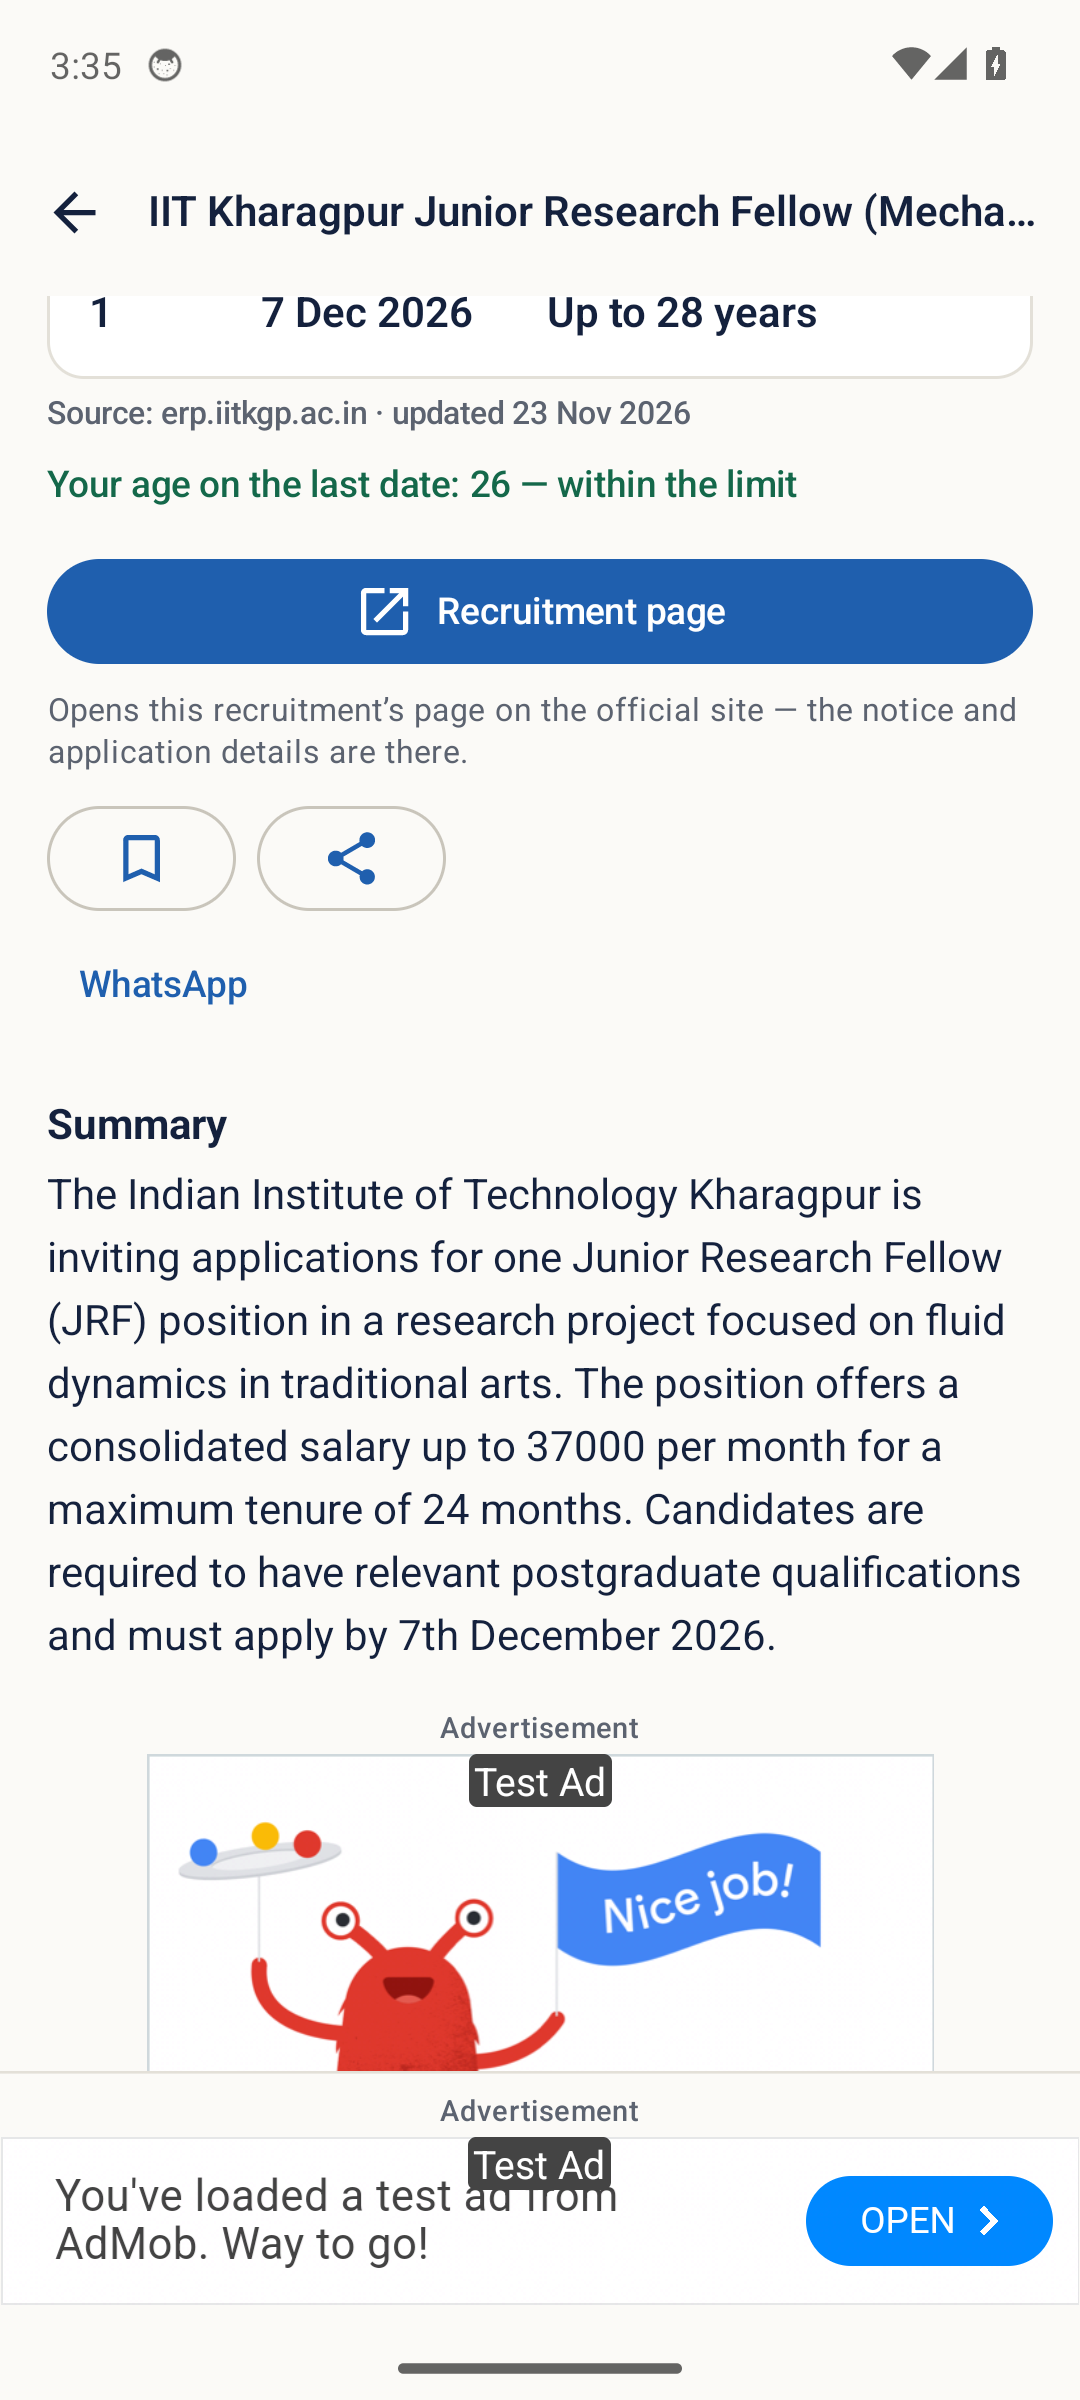 3:35
IIT Kharagpur Junior Research Fellow (Mecha...
1 7 Dec 2026 Up to 28 years
Source: erp.iitkgp.ac.in · updated 23 Nov 2026
Your age on the last date: 26 — within the limit
Recruitment page
Opens this recruitment’s page on the official site — the notice and
application details are there.
WhatsApp
Summary
The Indian Institute of Technology Kharagpur is
inviting applications for one Junior Research Fellow
(JRF) position in a research project focused on fluid
dynamics in traditional arts. The position offers a
consolidated salary up to 37000 per month for a
maximum tenure of 24 months. Candidates are
required to have relevant postgraduate qualifications
and must apply by 7th December 2026.
Advertisement
Test Ad
Nice job!
Advertisement
Test Ad
You've loaded a test ad from
AdMob. Way to go!
OPEN